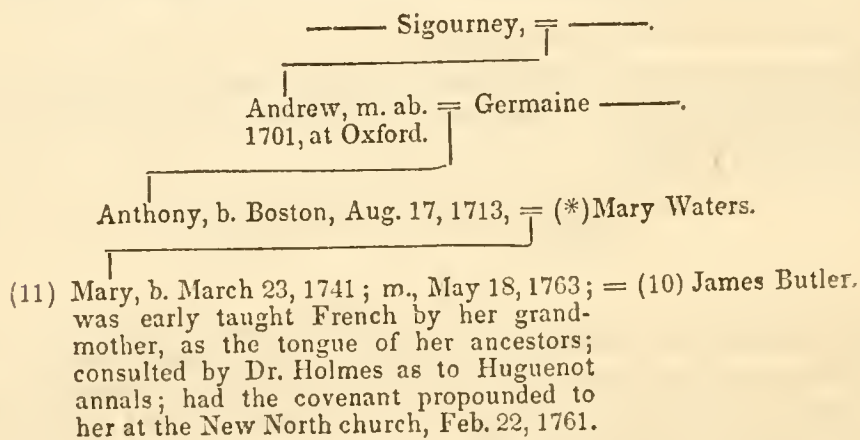 —— Sigourney, = ——.
Andrew, m. ab. = Germaine ——.
1701, at Oxford.
Anthony, b. Boston, Aug. 17, 1713, = (*) Mary Waters.
(11) Mary, b. March 23, 1741 ; m., May 18, 1763 ; = (10) James Butler.
was early taught French by her grand-
mother, as the tongue of her ancestors;
consulted by Dr. Holmes as to Huguenot
annals; had the covenant propounded to
her at the New North church, Feb. 22, 1761.